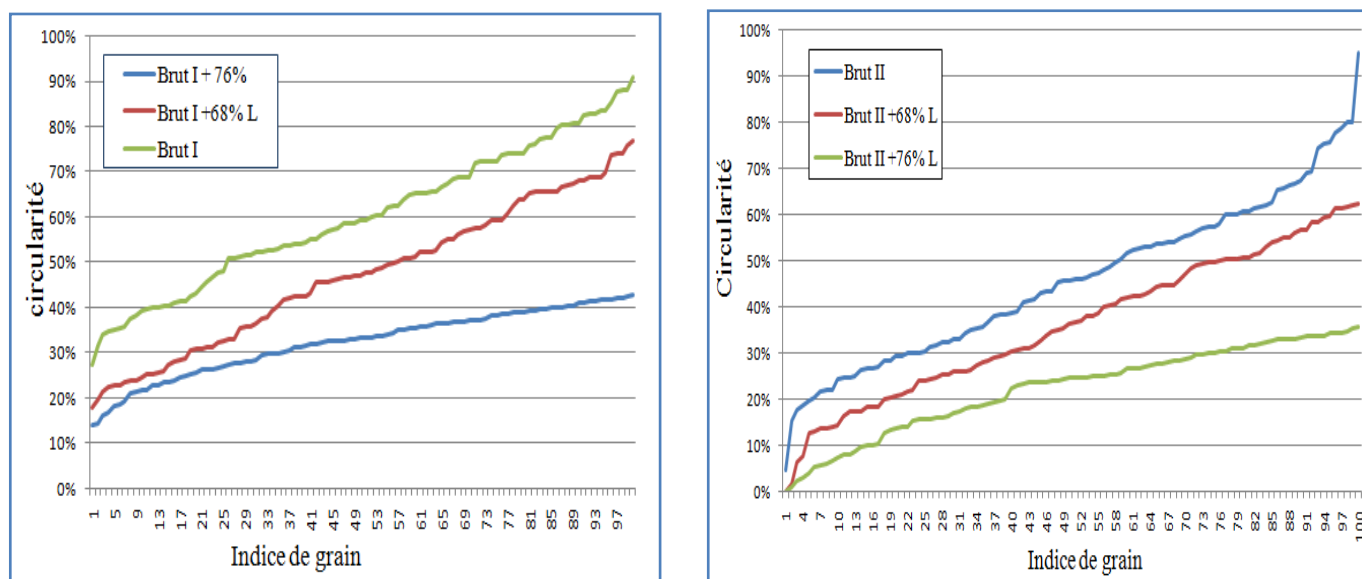 100%
90%
80%
70%
60%
50%
40%
30%
20%
10%
0%
circularité
Brut I + 76%
Brut I +68% L
Brut I
1 5 9 13 17 21 25 29 33 37 41 45 49 53 57 61 65 69 73 77 81 85 89 93 97
Indice de grain
100%
90%
80%
70%
60%
50%
40%
30%
20%
10%
0%
Circularité
Brut II
Brut II +68% L
Brut II +76% L
1 4 7 10 13 16 19 22 25 28 31 34 37 40 43 46 49 52 55 58 61 64 67 70 73 76 79 82 85 88 91 94 97 100
Indice de grain